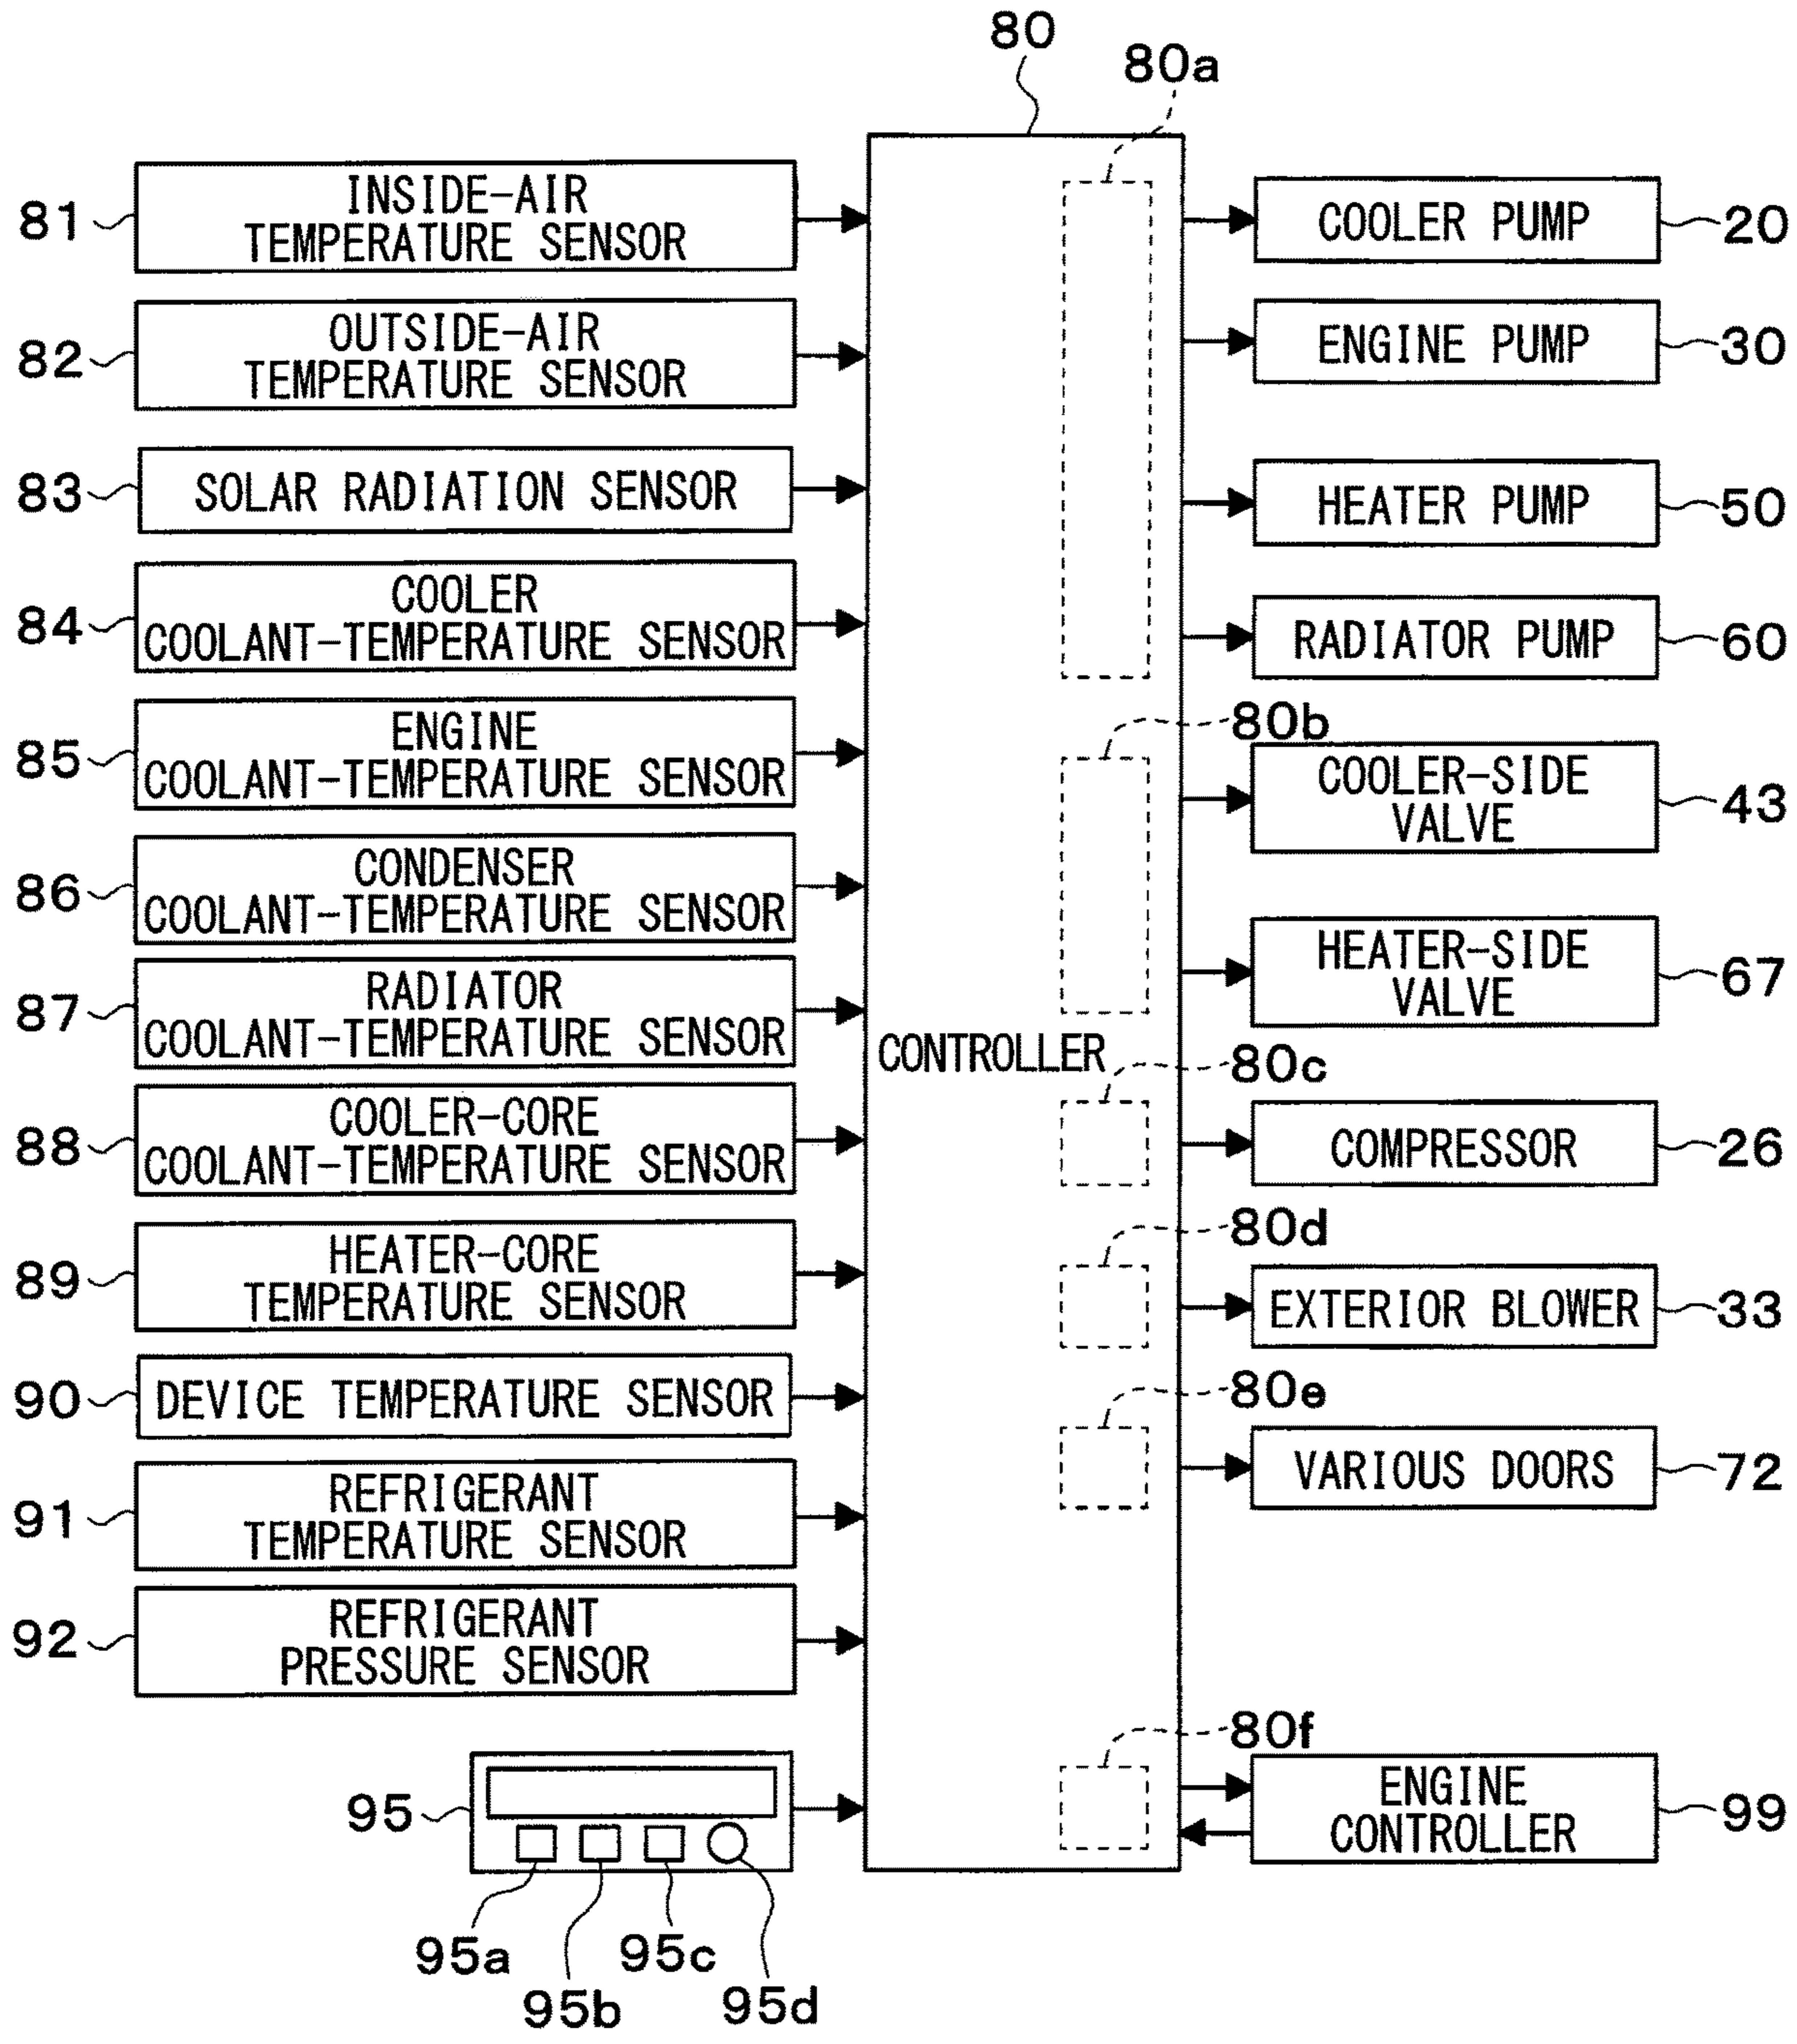 80
80a
81
INSIDE-AIR
TEMPERATURE SENSOR
82
OUTSIDE-AIR
TEMPERATURE SENSOR
83
SOLAR RADIATION SENSOR
84
COOLER
COOLANT-TEMPERATURE SENSOR
85
ENGINE
COOLANT-TEMPERATURE SENSOR
86
CONDENSER
COOLANT-TEMPERATURE SENSOR
87
RADIATOR
COOLANT-TEMPERATURE SENSOR
88
COOLER-CORE
COOLANT-TEMPERATURE SENSOR
89
HEATER-CORE
TEMPERATURE SENSOR
90
DEVICE TEMPERATURE SENSOR
91
REFRIGERANT
TEMPERATURE SENSOR
92
REFRIGERANT
PRESSURE SENSOR
95
95a
95b
95c
95d
CONTROLLER
COOLER PUMP
20
ENGINE PUMP
30
HEATER PUMP
50
RADIATOR PUMP
60
80b
COOLER-SIDE
VALVE
43
HEATER-SIDE
VALVE
67
80c
COMPRESSOR
26
80d
EXTERIOR BLOWER
33
80e
VARIOUS DOORS
72
80f
ENGINE
CONTROLLER
99